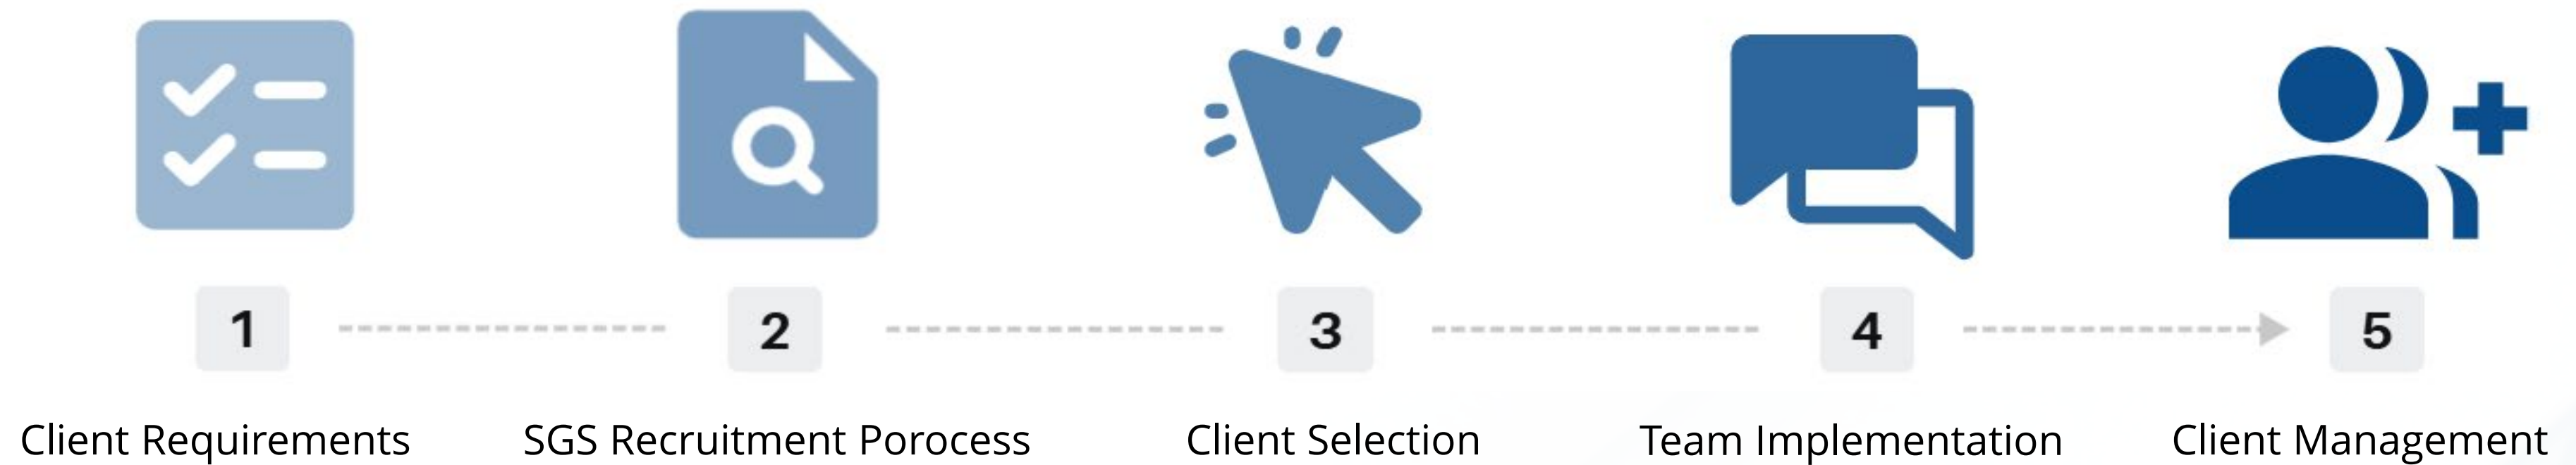 1
2
3
4
5
Client Requirements
SGS Recruitment Porocess
Client Selection
Team Implementation
Client Management